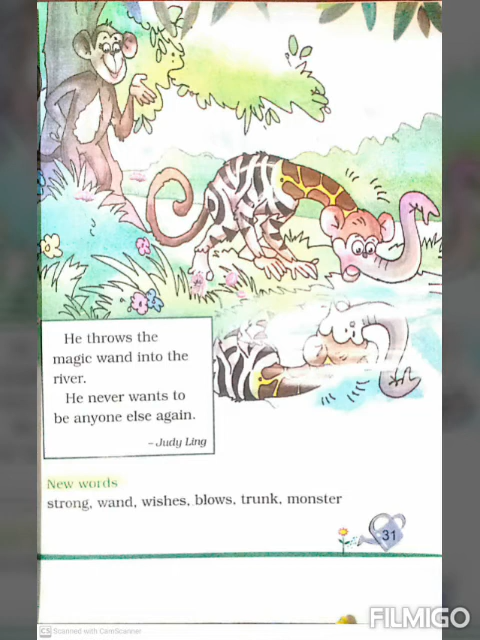 He throws the
magic wand into the
river.
He never wants to
be anyone else again.
– Judy Ling
New words
strong, wand, wishes, blows, trunk, monster
31
CS Scanned with CamScanner
FILMIGO